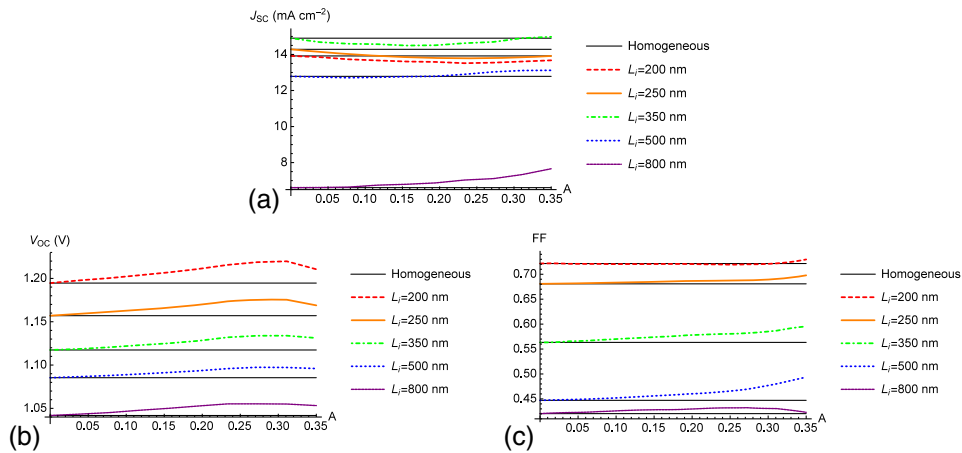 J_SC (mA cm⁻²)
14
12
10
8
0.05 0.10 0.15 0.20 0.25 0.30 0.35
A
Homogeneous
L_i=200 nm
L_i=250 nm
L_i=350 nm
L_i=500 nm
L_i=800 nm
(a)
V_OC (V)
1.20
1.15
1.10
1.05
0.05 0.10 0.15 0.20 0.25 0.30 0.35
A
Homogeneous
L_i=200 nm
L_i=250 nm
L_i=350 nm
L_i=500 nm
L_i=800 nm
(b)
FF
0.70
0.65
0.60
0.55
0.50
0.45
0.05 0.10 0.15 0.20 0.25 0.30 0.35
A
Homogeneous
L_i=200 nm
L_i=250 nm
L_i=350 nm
L_i=500 nm
L_i=800 nm
(c)